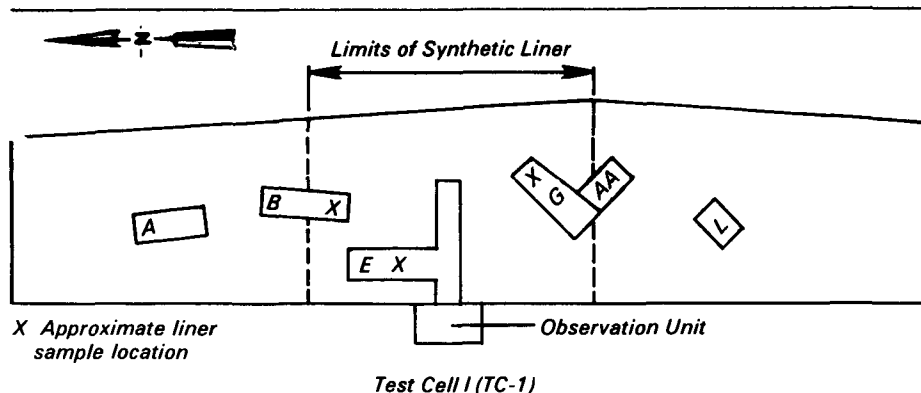 N
Limits of Synthetic Liner
A
B X
X
G
AA
L
E X
X Approximate liner
sample location
Observation Unit
Test Cell I (TC-1)